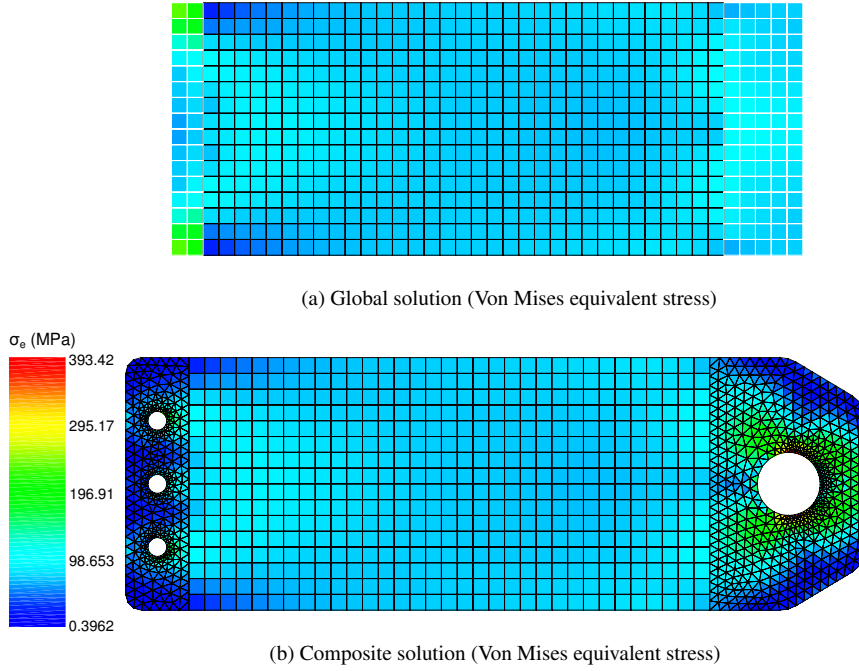 (a) Global solution (Von Mises equivalent stress)
σe (MPa)
393.42
295.17
196.91
98.653
0.3962
(b) Composite solution (Von Mises equivalent stress)